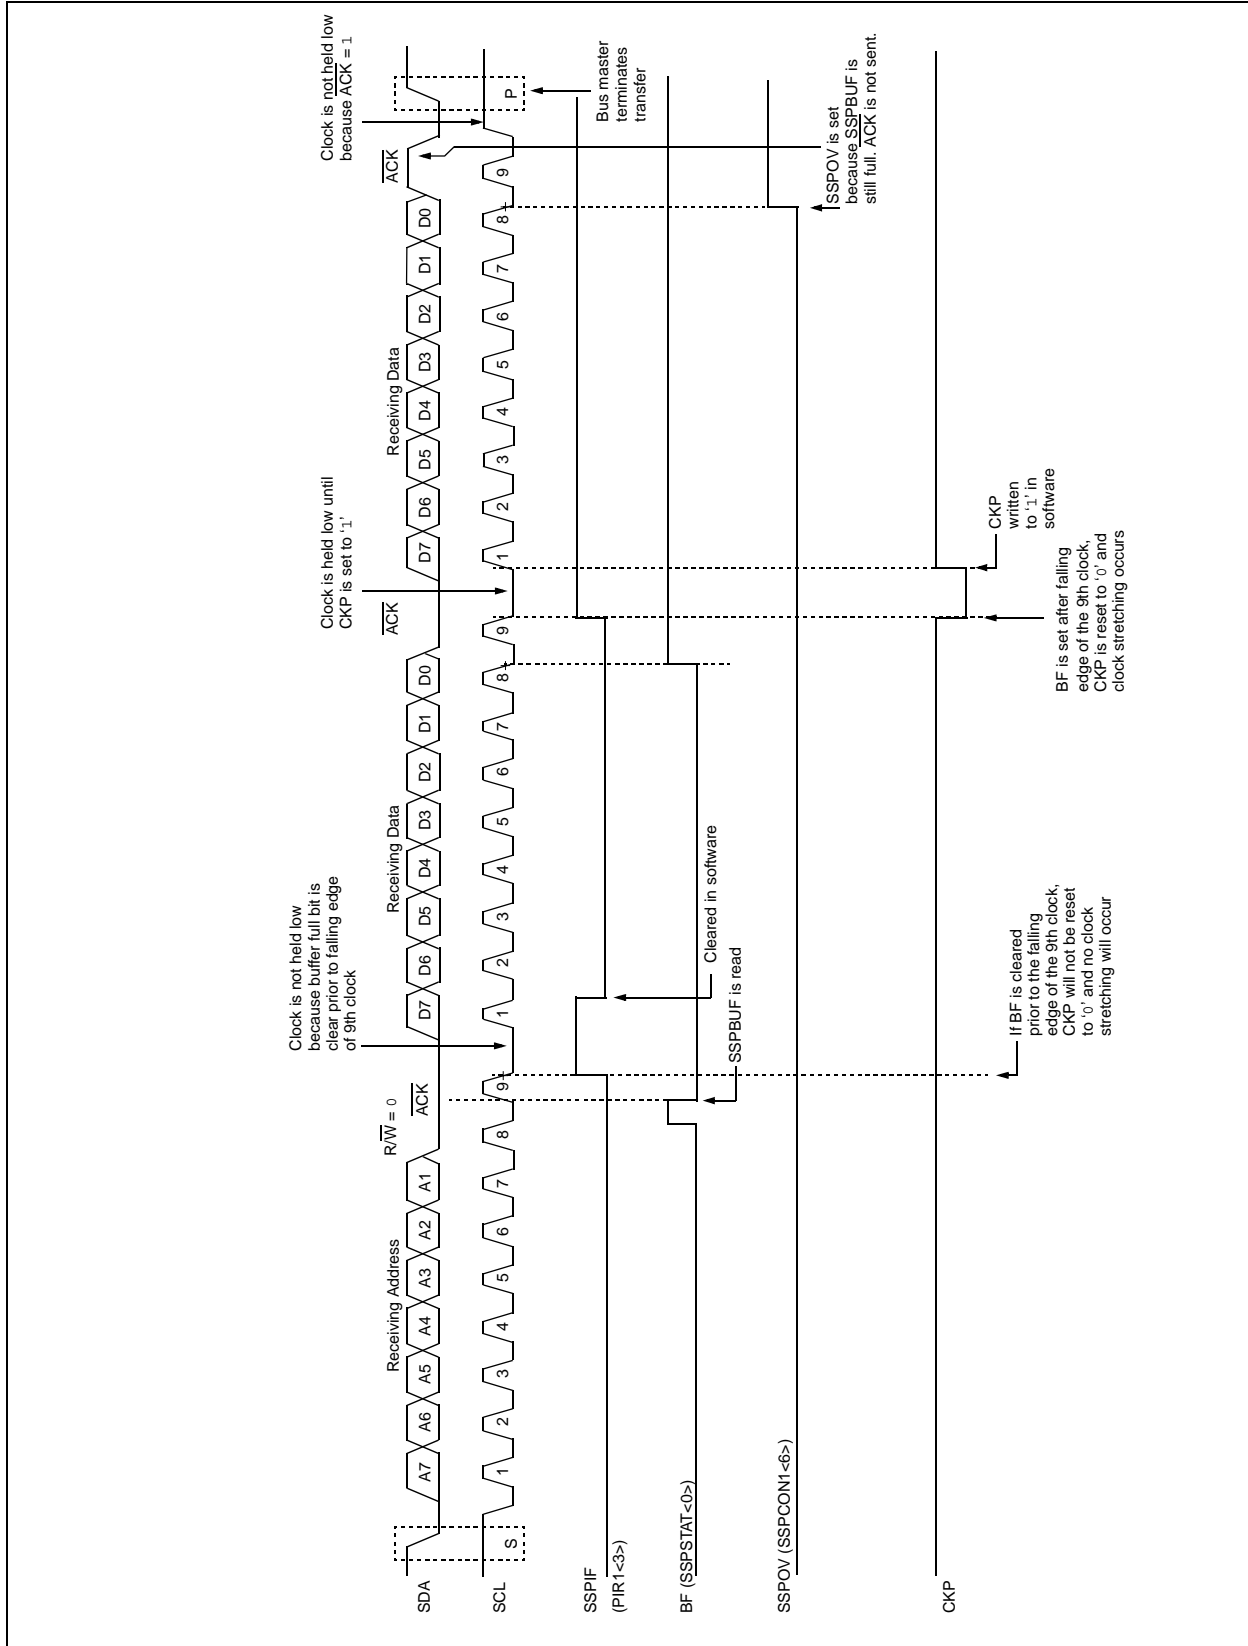 Clock is not held low
because ACK = 1
Clock is held low until
CKP is set to ‘1’
Clock is not held low
because buffer full bit is
clear prior to falling edge
of 9th clock
Receiving Address
R/W = 0
ACK
Receiving Data
ACK
Receiving Data
ACK
SDA
A7 A6 A5 A4 A3 A2 A1
D7 D6 D5 D4 D3 D2 D1 D0
D7 D6 D5 D4 D3 D2 D1 D0
SCL
S
1 2 3 4 5 6 7 8 9
1 2 3 4 5 6 7 8 9
1 2 3 4 5 6 7 8 9
P
SSPIF
(PIR1<3>)
Bus master
terminates
transfer
Cleared in software
BF (SSPSTAT<0>)
SSPBUF is read
SSPOV (SSPCON1<6>)
SSPOV is set
because SSPBUF is
still full. ACK is not sent.
CKP
CKP
written
to ‘1’ in
software
If BF is cleared
prior to the falling
edge of the 9th clock,
CKP will not be reset
to ‘0’ and no clock
stretching will occur
BF is set after falling
edge of the 9th clock,
CKP is reset to ‘0’ and
clock stretching occurs